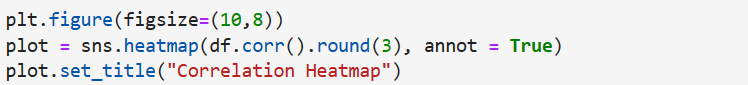 plt.figure(figsize=(10,8))
plot = sns.heatmap(df.corr().round(3), annot = True)
plot.set_title("Correlation Heatmap")